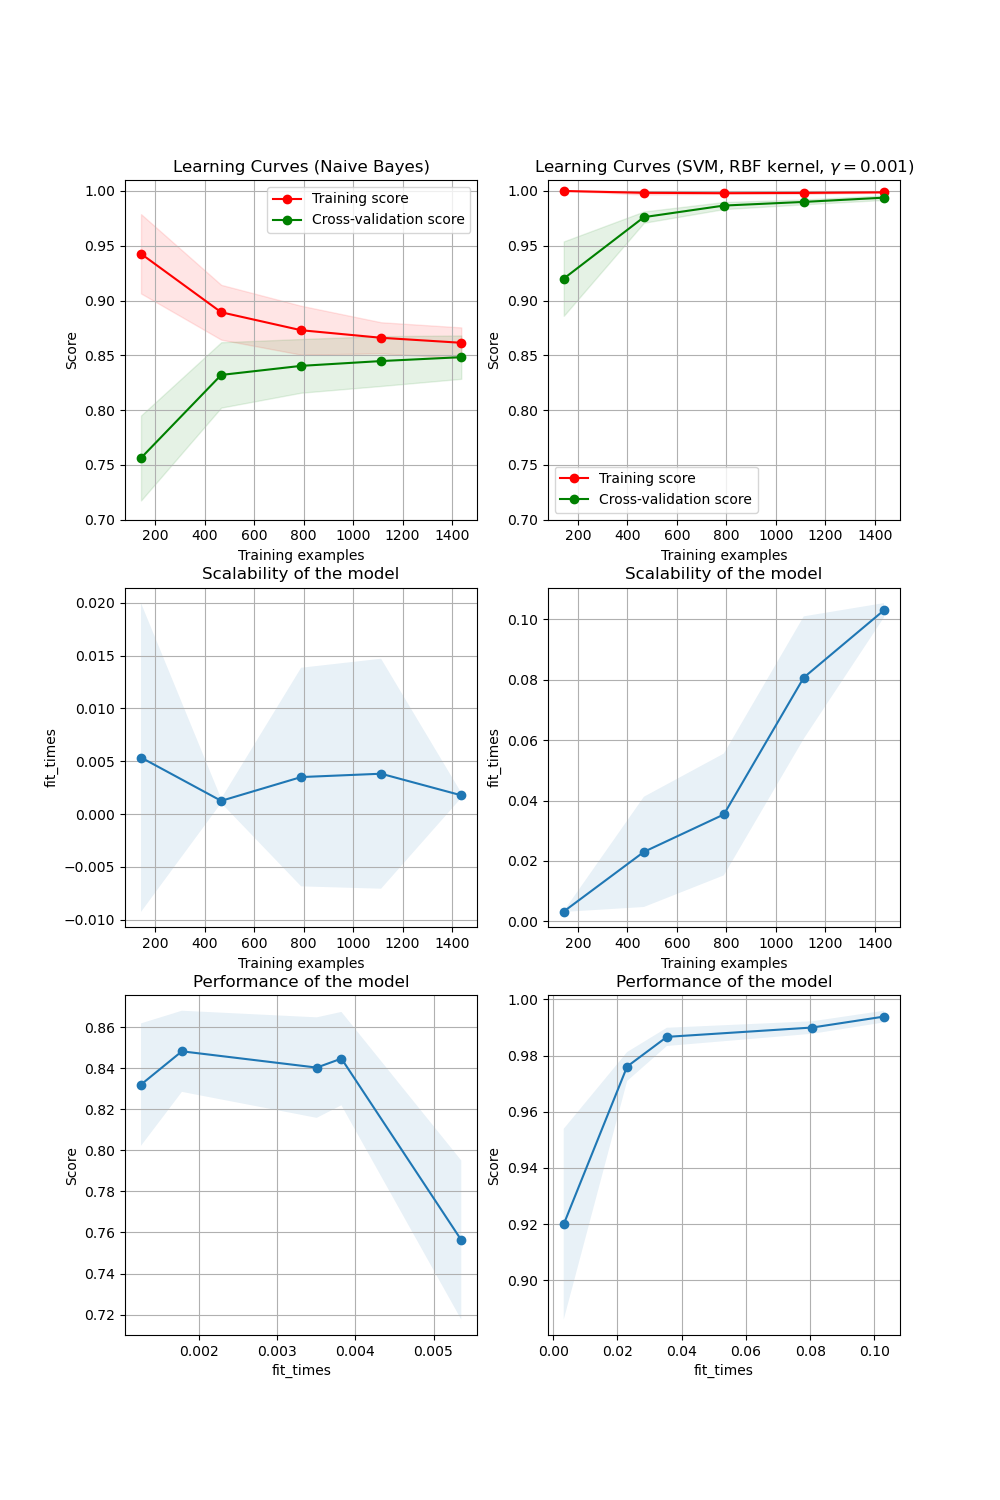 Learning Curves (Naive Bayes)
Score
1.00
0.95
0.90
0.85
0.80
0.75
0.70
Training score
Cross-validation score
200 400 600 800 1000 1200 1400
Training examples
Learning Curves (SVM, RBF kernel, γ = 0.001)
Score
1.00
0.95
0.90
0.85
0.80
0.75
0.70
Training score
Cross-validation score
200 400 600 800 1000 1200 1400
Training examples
Scalability of the model
fit_times
0.020
0.015
0.010
0.005
0.000
−0.005
−0.010
200 400 600 800 1000 1200 1400
Training examples
Scalability of the model
fit_times
0.10
0.08
0.06
0.04
0.02
0.00
200 400 600 800 1000 1200 1400
Training examples
Performance of the model
Score
0.86
0.84
0.82
0.80
0.78
0.76
0.74
0.72
0.002 0.003 0.004 0.005
fit_times
Performance of the model
Score
1.00
0.98
0.96
0.94
0.92
0.90
0.00 0.02 0.04 0.06 0.08 0.10
fit_times